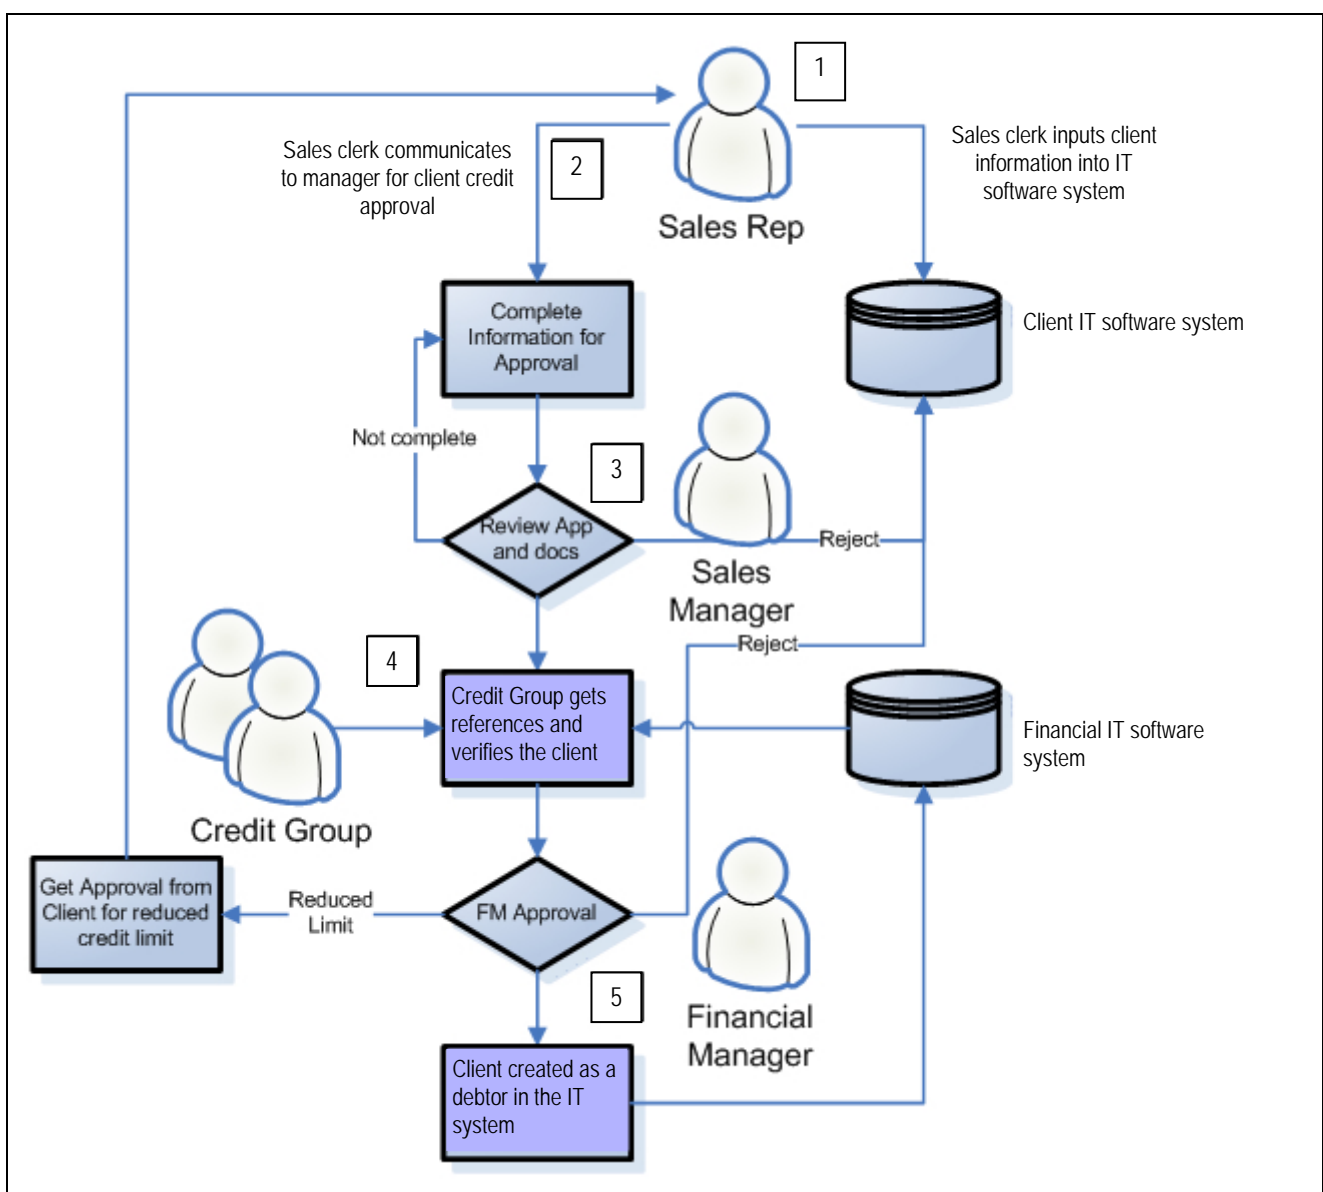 1
Sales clerk communicates
to manager for client credit
approval
2
Sales clerk inputs client
information into IT
software system
Sales Rep
Complete
Information for
Approval
Client IT software system
Not complete
3
Review App
and docs
Reject
Sales
Manager
Reject
4
Credit Group gets
references and
verifies the client
Financial IT software
system
Credit Group
Get Approval from
Client for reduced
credit limit
Reduced
Limit
FM Approval
5
Financial
Manager
Client created as a
debtor in the IT
system